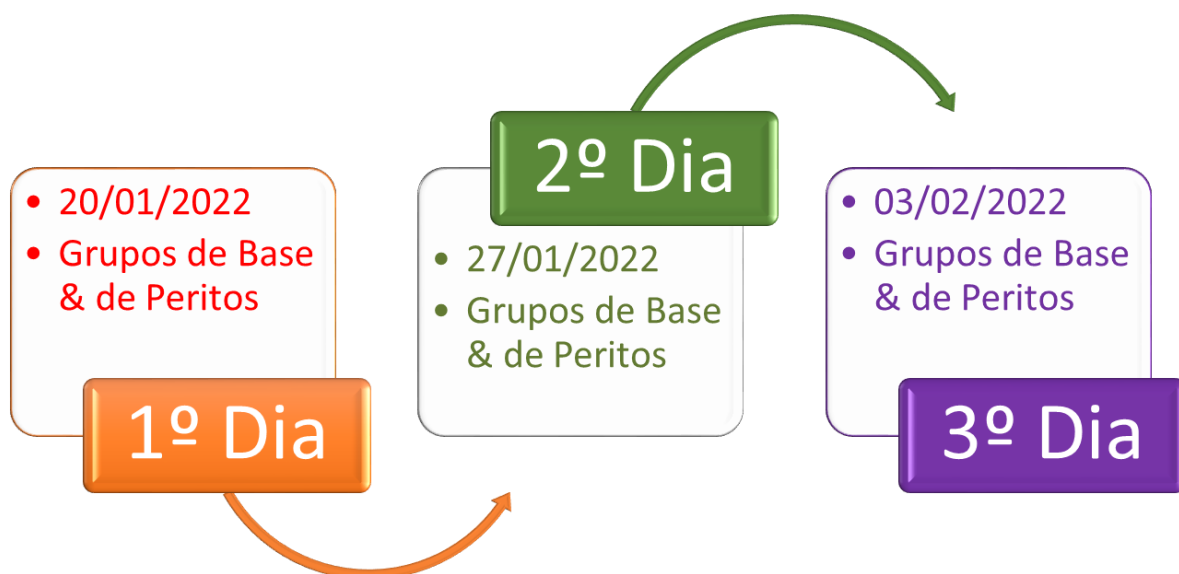 • 20/01/2022
• Grupos de Base
& de Peritos
1º Dia
2º Dia
• 27/01/2022
• Grupos de Base
& de Peritos
• 03/02/2022
• Grupos de Base
& de Peritos
3º Dia